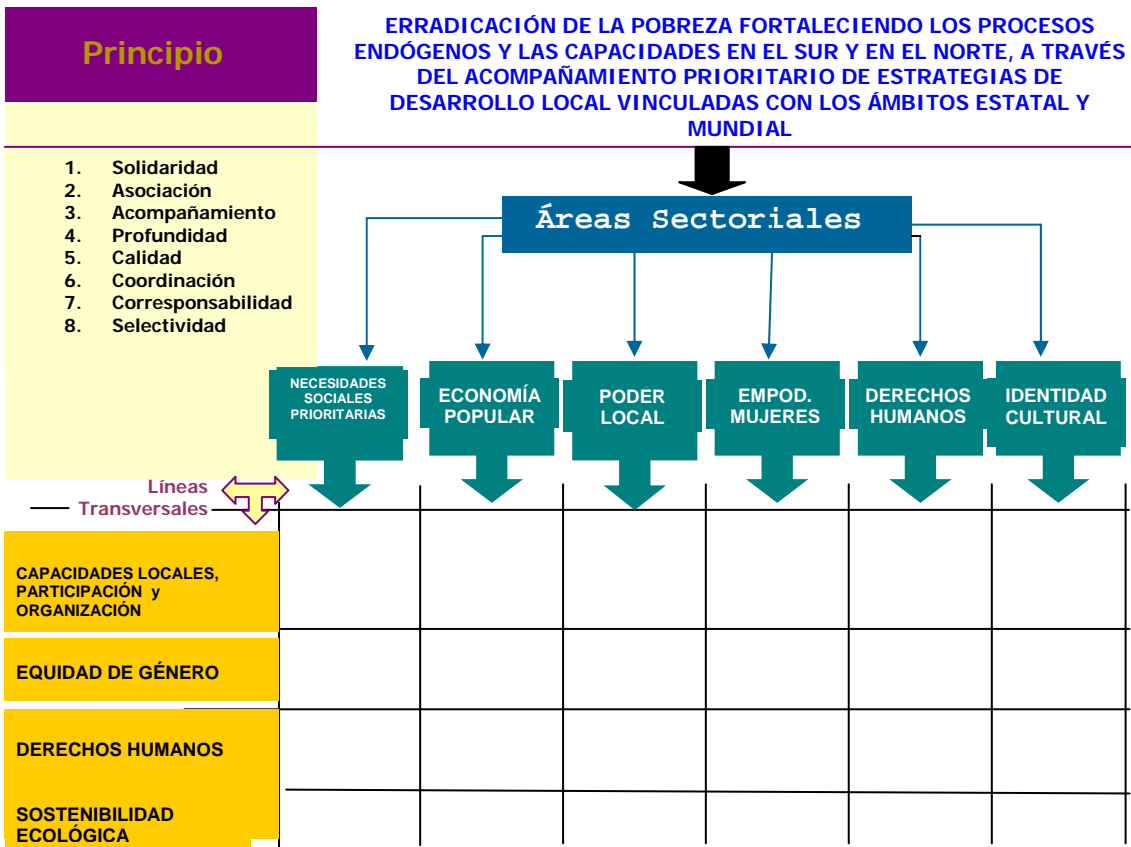 Principio
ERRADICACIÓN DE LA POBREZA FORTALECIENDO LOS PROCESOS
ENDÓGENOS Y LAS CAPACIDADES EN EL SUR Y EN EL NORTE, A TRAVÉS
DEL ACOMPAÑAMIENTO PRIORITARIO DE ESTRATEGIAS DE
DESARROLLO LOCAL VINCULADAS CON LOS ÁMBITOS ESTATAL Y
MUNDIAL
1. Solidaridad
2. Asociación
3. Acompañamiento
4. Profundidad
5. Calidad
6. Coordinación
7. Corresponsabilidad
8. Selectividad
Áreas Sectoriales
NECESIDADES
SOCIALES
PRIORITARIAS
ECONOMÍA
POPULAR
PODER
LOCAL
EMPOD.
MUJERES
DERECHOS
HUMANOS
IDENTIDAD
CULTURAL
Líneas
Transversales
CAPACIDADES LOCALES,
PARTICIPACIÓN y
ORGANIZACIÓN
EQUIDAD DE GÉNERO
DERECHOS HUMANOS
SOSTENIBILIDAD
ECOLÓGICA